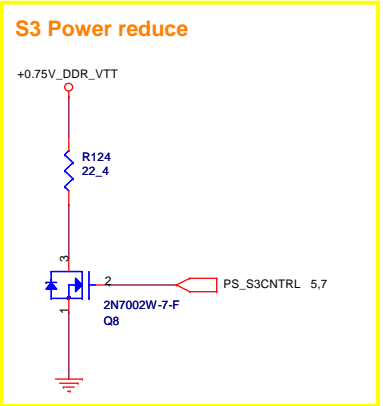 S3 Power reduce
+0.75V_DDR_VTT
R124
22_4
3
2
PS_S3CNTRL 5,7
1
2N7002W-7-F
Q8